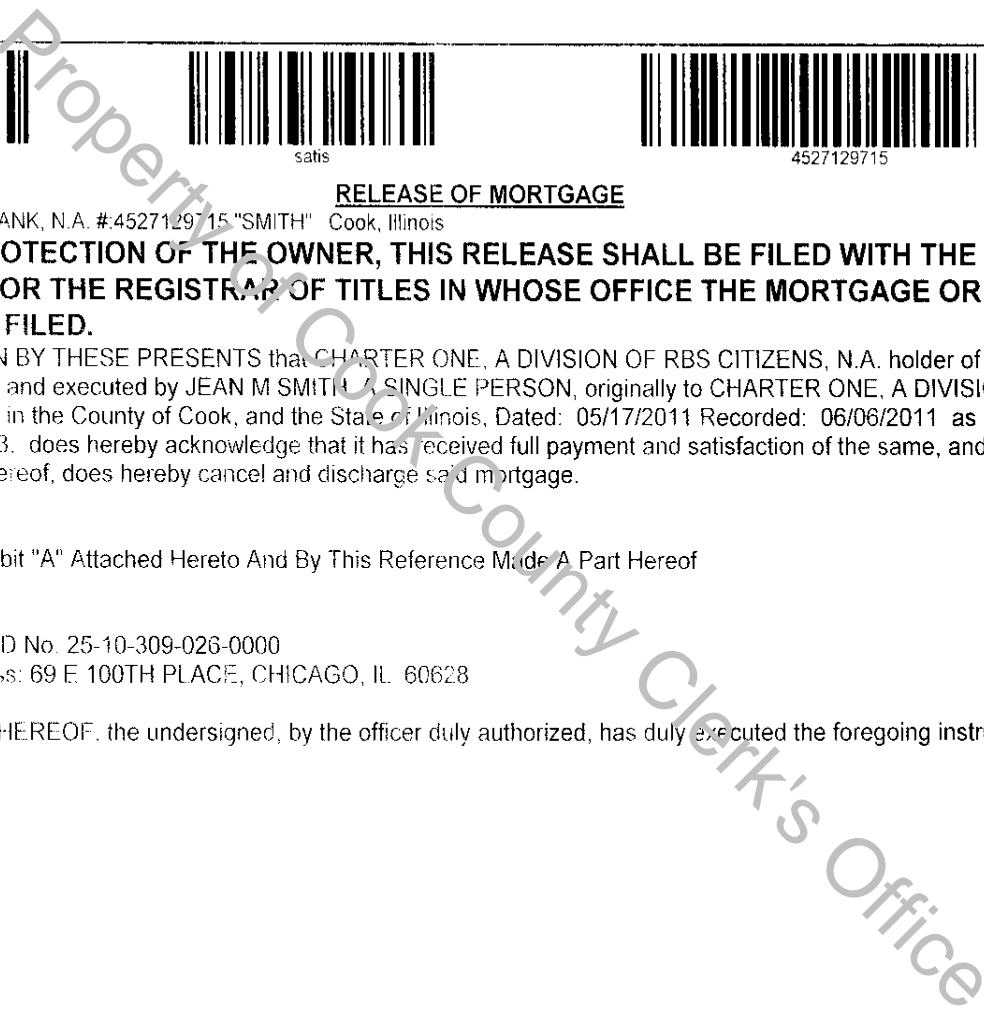 satis
4527129715
RELEASE OF MORTGAGE
ANK, N.A. #:4527129715 "SMITH" Cook, Illinois
OTECTION OF THE OWNER, THIS RELEASE SHALL BE FILED WITH THE
OR THE REGISTRAR OF TITLES IN WHOSE OFFICE THE MORTGAGE OR
FILED.
N BY THESE PRESENTS that CHARTER ONE, A DIVISION OF RBS CITIZENS, N.A. holder of
and executed by JEAN M SMITH, A SINGLE PERSON, originally to CHARTER ONE, A DIVISI
in the County of Cook, and the State of Illinois, Dated: 05/17/2011 Recorded: 06/06/2011 as
3. does hereby acknowledge that it has received full payment and satisfaction of the same, and
ereof, does hereby cancel and discharge said mortgage.
bit "A" Attached Hereto And By This Reference Made A Part Hereof
D No. 25-10-309-026-0000
ss: 69 E 100TH PLACE, CHICAGO, IL 60628
HEREOF, the undersigned, by the officer duly authorized, has duly executed the foregoing instr
Property of Cook County Clerk's Office